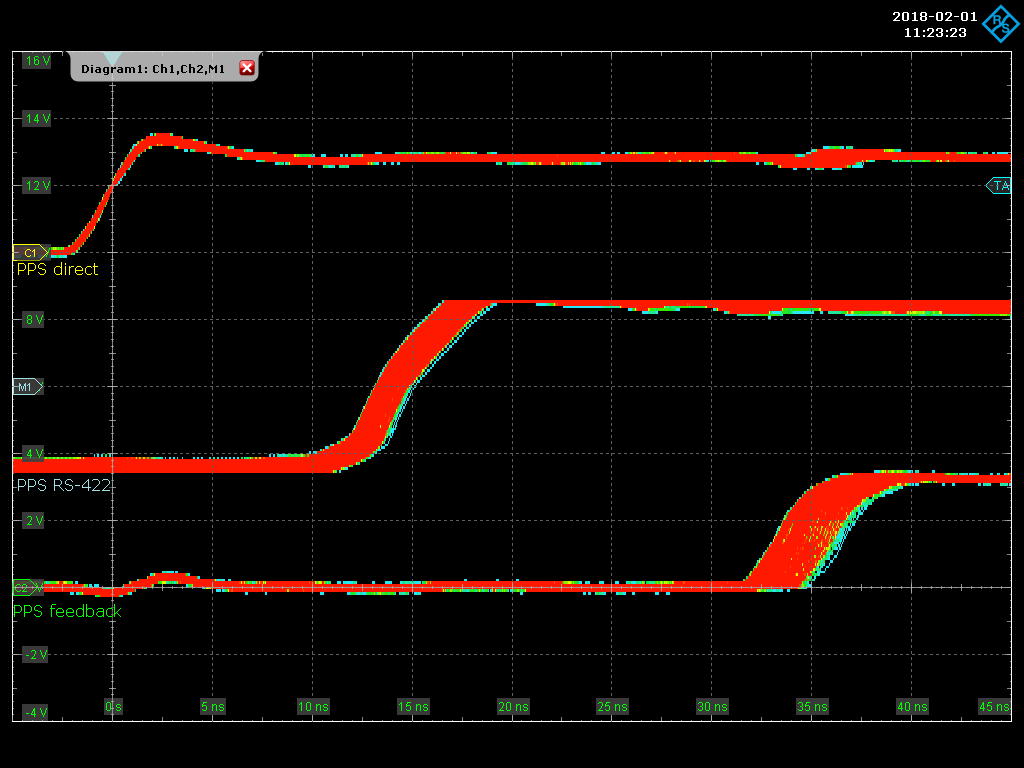 2018-02-01
11:23:23
R S
Diagram1: Ch1,Ch2,M1
16 V
14 V
12 V
TA
C1
PPS direct
8 V
M1
4 V
PPS RS-422
2 V
C2 V
PPS feedback
-2 V
-4 V
0 s 5 ns 10 ns 15 ns 20 ns 25 ns 30 ns 35 ns 40 ns 45 ns